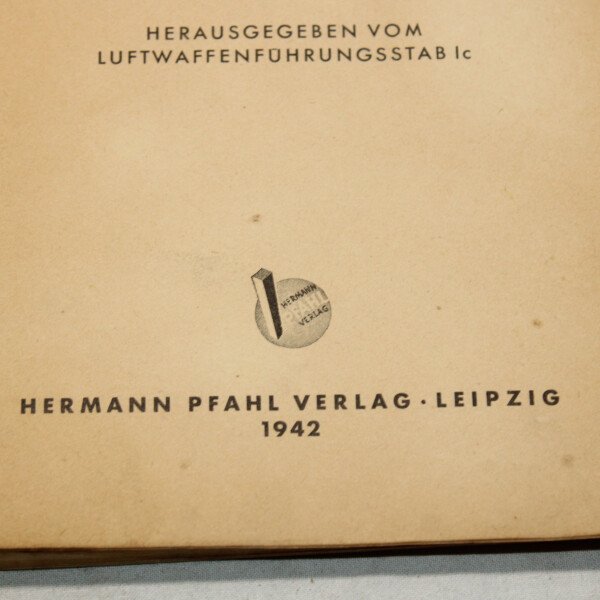 HERAUSGEGEBEN VOM
LUFTWAFFENFÜHRUNGSSTAB Ic
HERMANN
PFAHL
VERLAG
HERMANN PFAHL VERLAG · LEIPZIG
1942